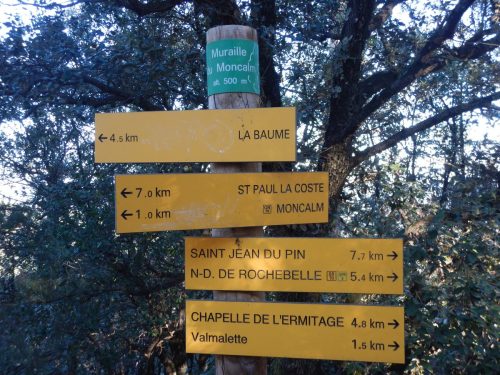 Muraille
du Moncalm
alt. 500 m
← 4.5 km LA BAUME
← 7.0 km ST PAUL LA COSTE
← 1.0 km MONCALM
SAINT JEAN DU PIN 7.7 km →
N-D. DE ROCHEBELLE 5.4 km →
CHAPELLE DE L'ERMITAGE 4.8 km →
Valmalette 1.5 km →